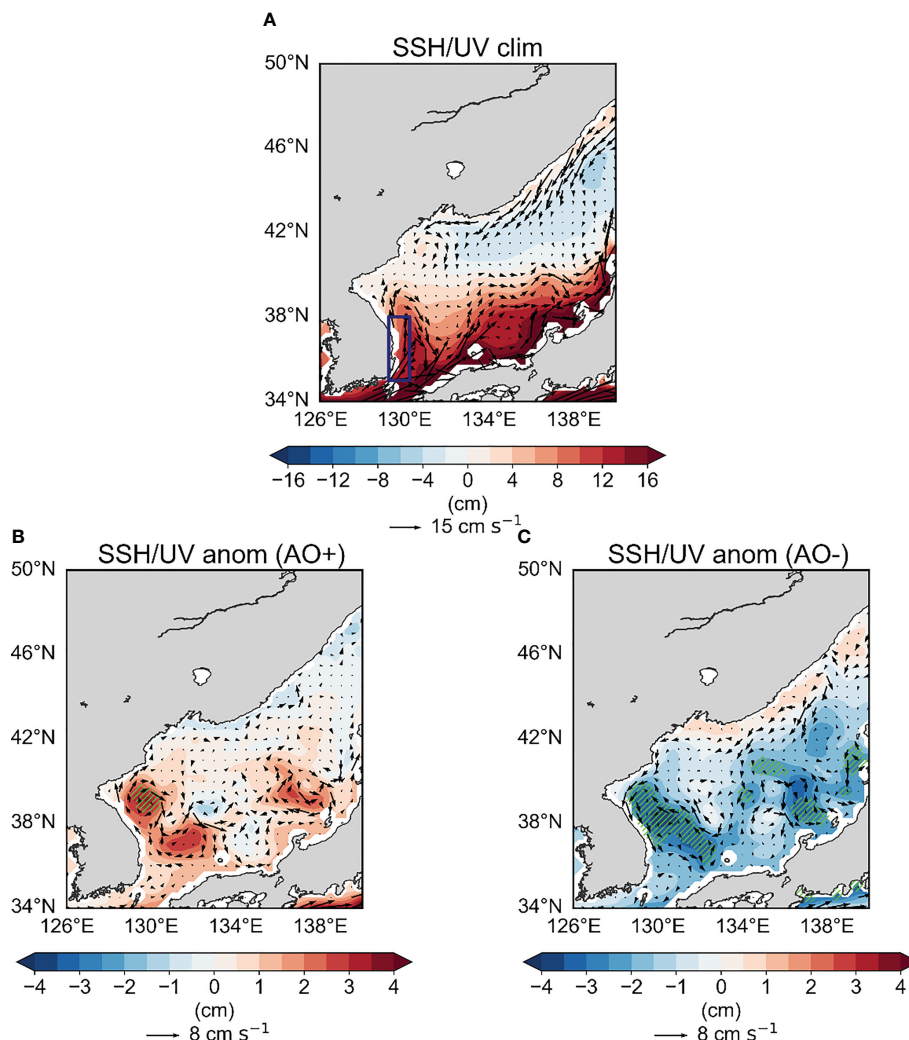 A
SSH/UV clim
50°N
46°N
42°N
38°N
34°N
126°E 130°E 134°E 138°E
−16 −12 −8 −4 0 4 8 12 16
(cm)
15 cm s⁻¹
B
SSH/UV anom (AO+)
50°N
46°N
42°N
38°N
34°N
126°E 130°E 134°E 138°E
−4 −3 −2 −1 0 1 2 3 4
(cm)
8 cm s⁻¹
C
SSH/UV anom (AO-)
50°N
46°N
42°N
38°N
34°N
126°E 130°E 134°E 138°E
−4 −3 −2 −1 0 1 2 3 4
(cm)
8 cm s⁻¹